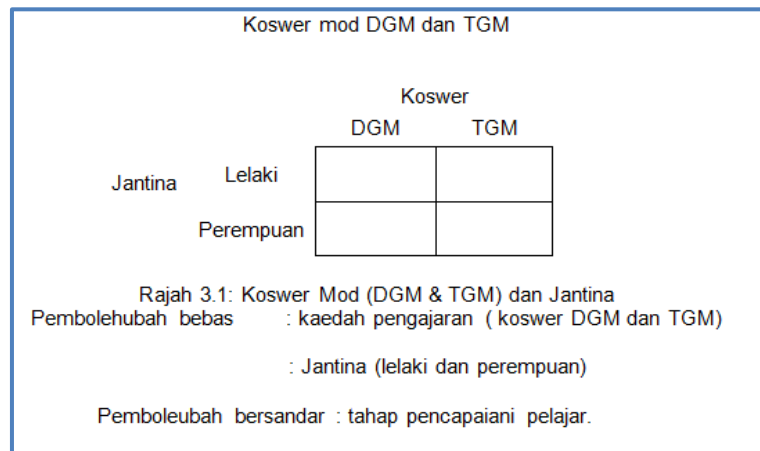 Koswer mod DGM dan TGM
Koswer
DGM TGM
Jantina Lelaki
Perempuan
Rajah 3.1: Koswer Mod (DGM & TGM) dan Jantina
Pembolehubah bebas : kaedah pengajaran ( koswer DGM dan TGM)
: Jantina (lelaki dan perempuan)
Pemboleubah bersandar : tahap pencapaiani pelajar.